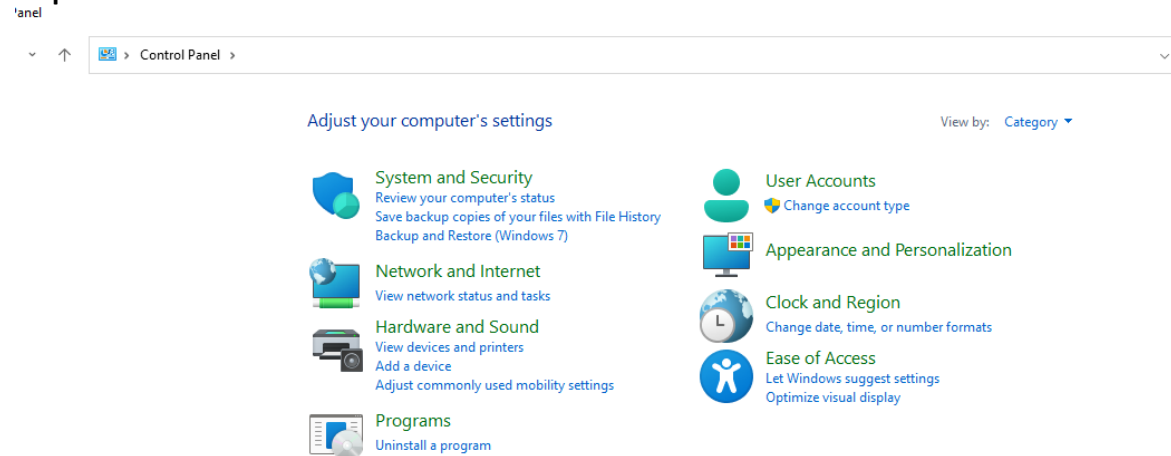 'anel
Control Panel
Adjust your computer's settings
View by: Category
System and Security
Review your computer's status
Save backup copies of your files with File History
Backup and Restore (Windows 7)
Network and Internet
View network status and tasks
Hardware and Sound
View devices and printers
Add a device
Adjust commonly used mobility settings
Programs
Uninstall a program
User Accounts
Change account type
Appearance and Personalization
Clock and Region
Change date, time, or number formats
Ease of Access
Let Windows suggest settings
Optimize visual display